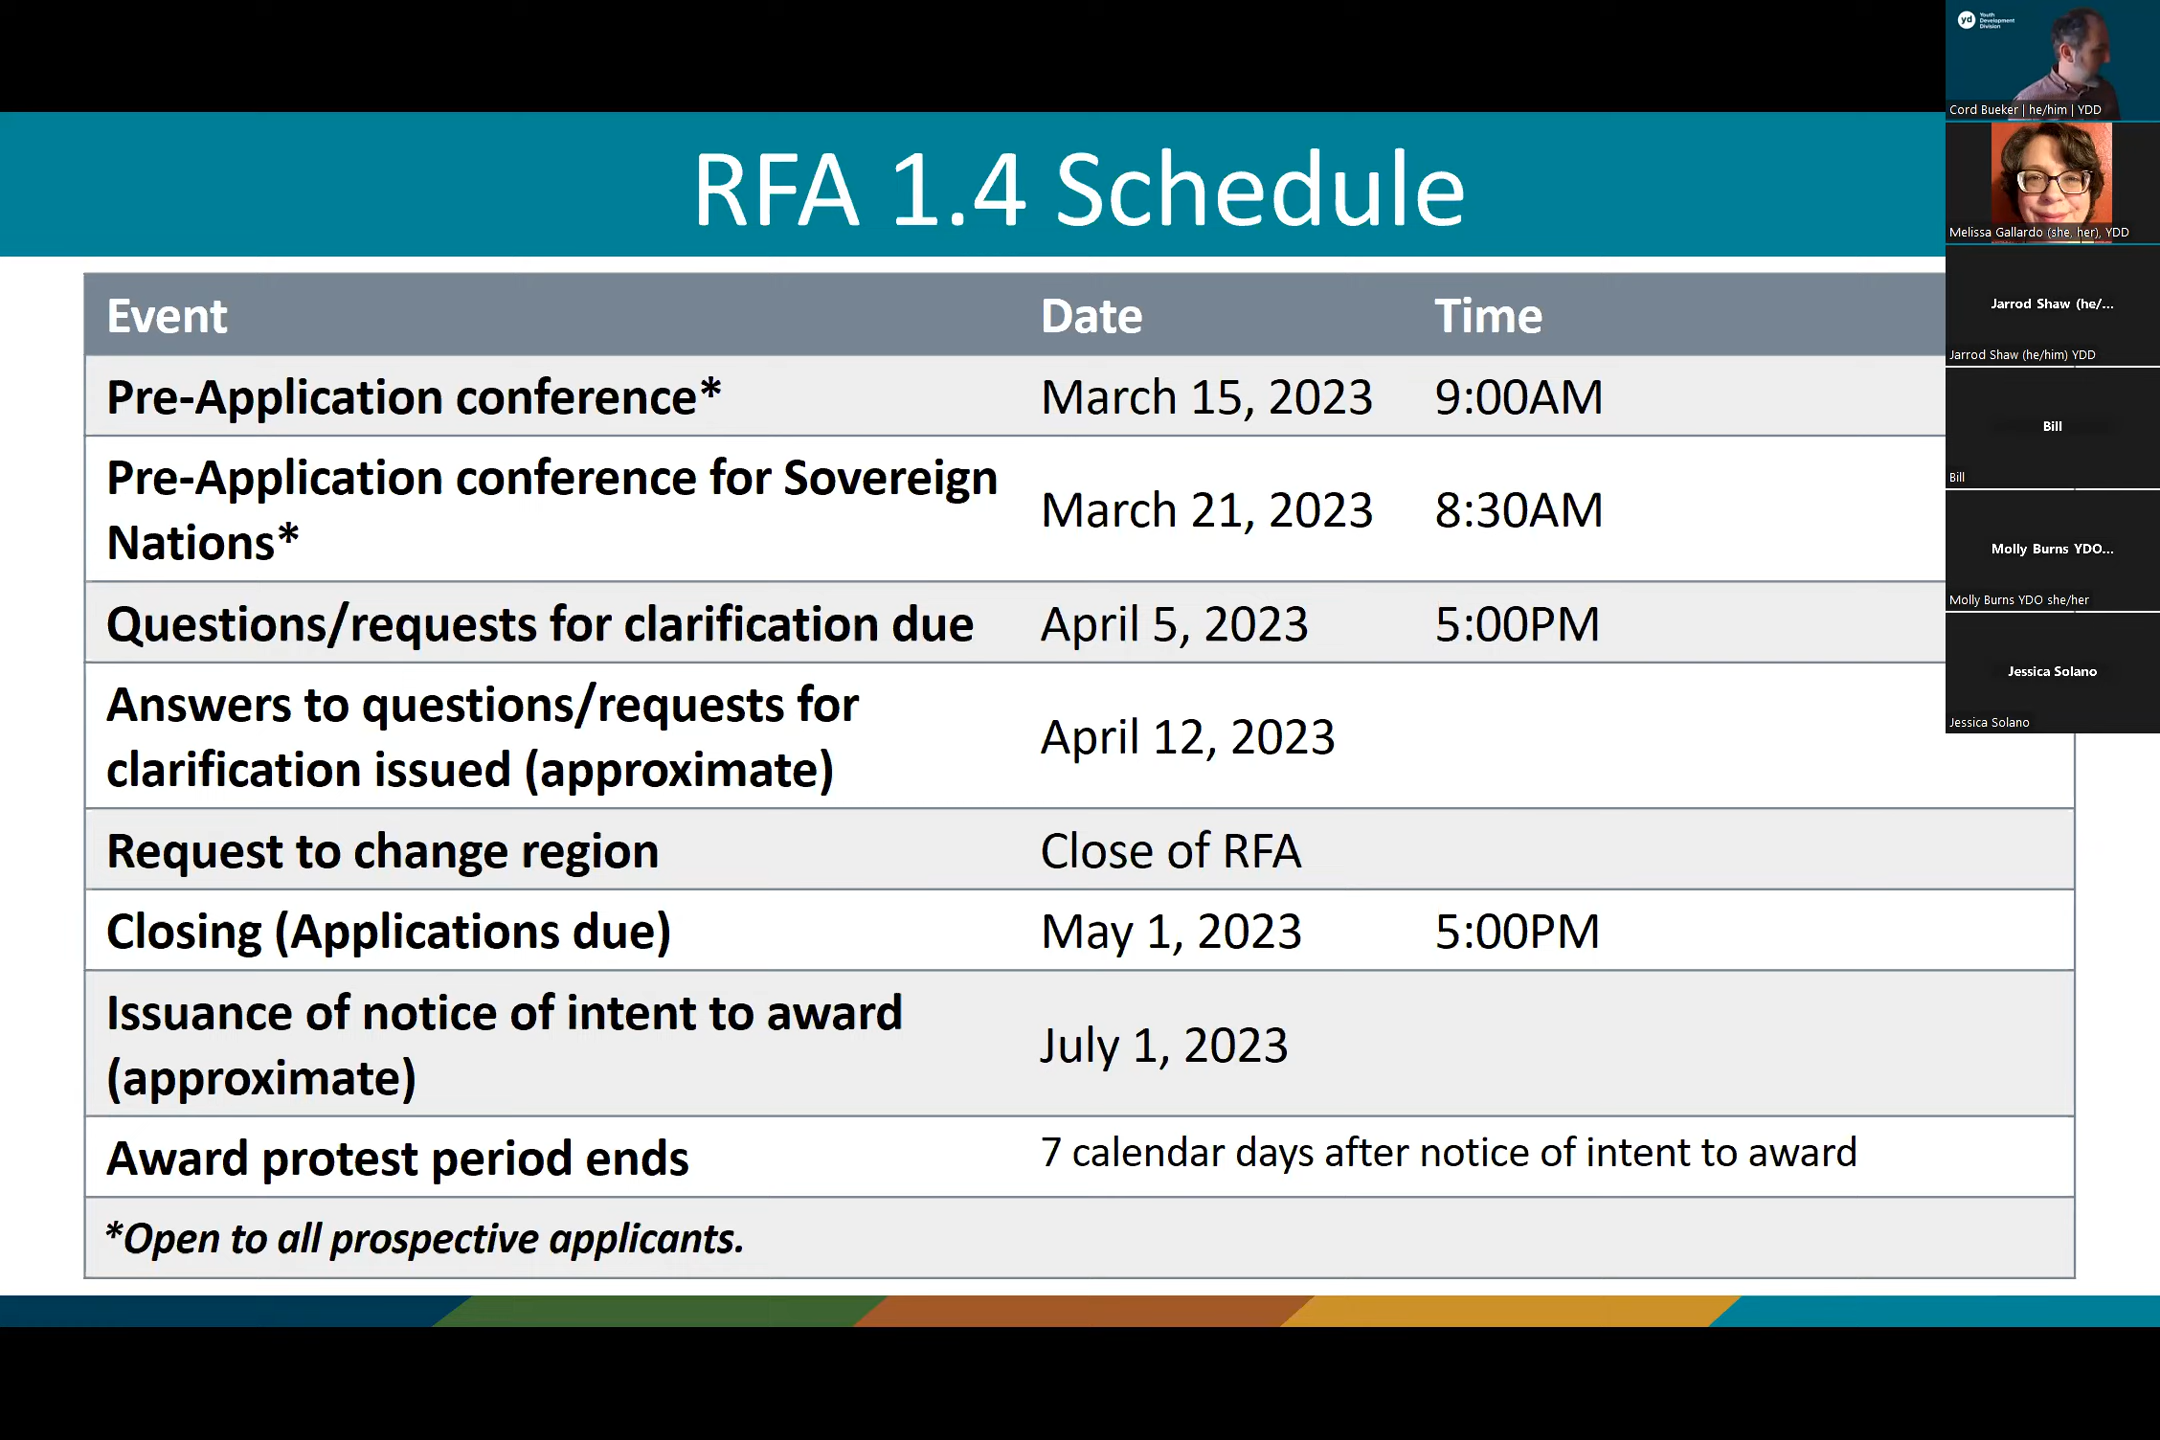 RFA 1.4 Schedule
Event Date Time
Pre-Application conference* March 15, 2023 9:00AM
Pre-Application conference for Sovereign
Nations* March 21, 2023 8:30AM
Questions/requests for clarification due April 5, 2023 5:00PM
Answers to questions/requests for
clarification issued (approximate) April 12, 2023
Request to change region Close of RFA
Closing (Applications due) May 1, 2023 5:00PM
Issuance of notice of intent to award
(approximate) July 1, 2023
Award protest period ends 7 calendar days after notice of intent to award
*Open to all prospective applicants.
yd Youth
Development
Division
Cord Bueker | he/him | YDD
Melissa Gallardo (she, her), YDD
Jarrod Shaw (he/...
Jarrod Shaw (he/him) YDD
Bill
Bill
Molly Burns YDO...
Molly Burns YDO she/her
Jessica Solano
Jessica Solano